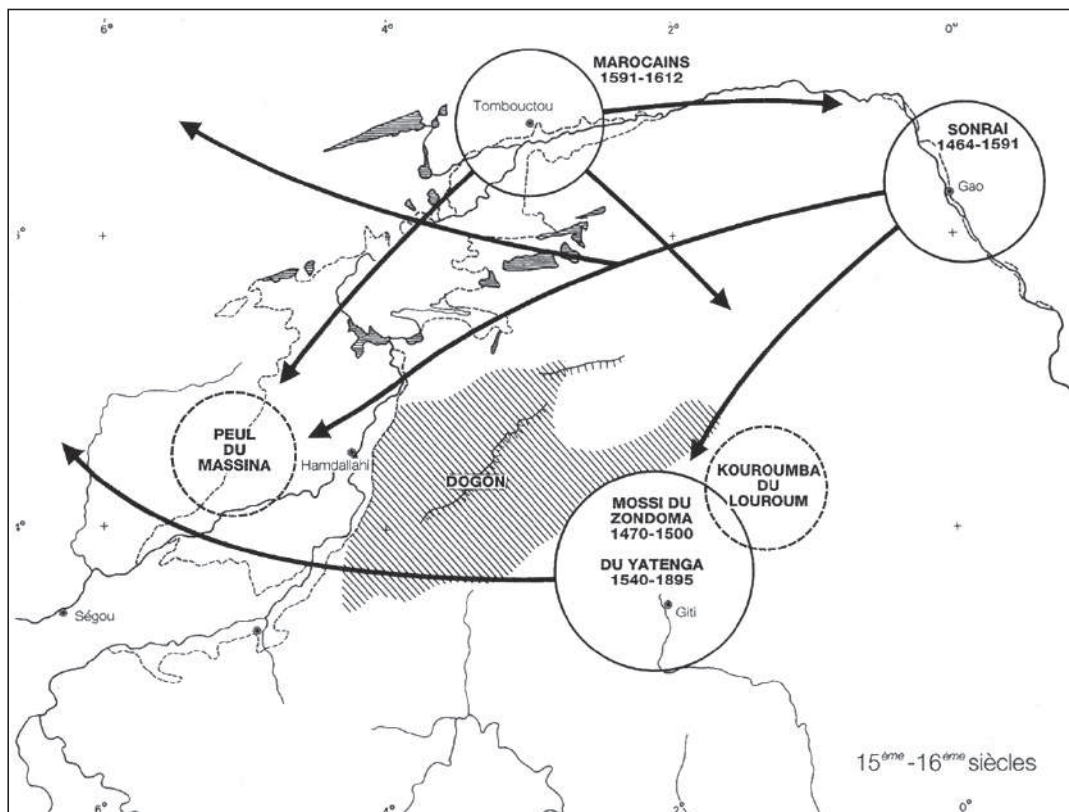 6°
4°
2°
0°
MAROCAINS
1591-1612
Tombouctou
SONRAI
1464-1591
Gao
PEUL
DU
MASSINA
Hamdallahi
DOGON
KOUROUMBA
DU
LOUROUM
MOSSI DU
ZONDOMA
1470-1500
DU YATENGA
1540-1895
Giti
Ségou
15ème-16ème siècles
6°
4°
2°